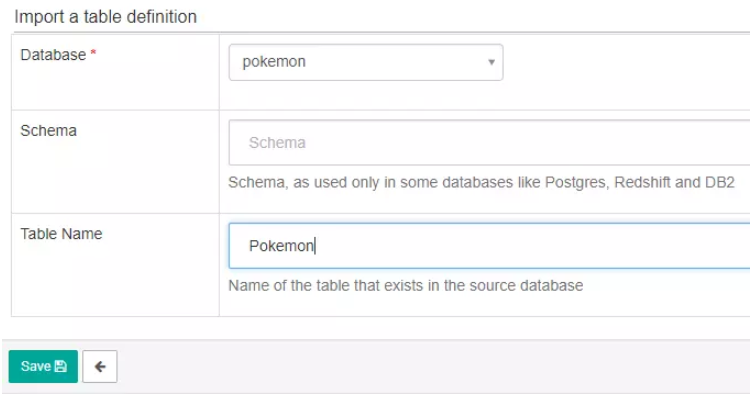 Import a table definition
Database *
pokemon
Schema
Schema
Schema, as used only in some databases like Postgres, Redshift and DB2
Table Name
Pokemon
Name of the table that exists in the source database
Save